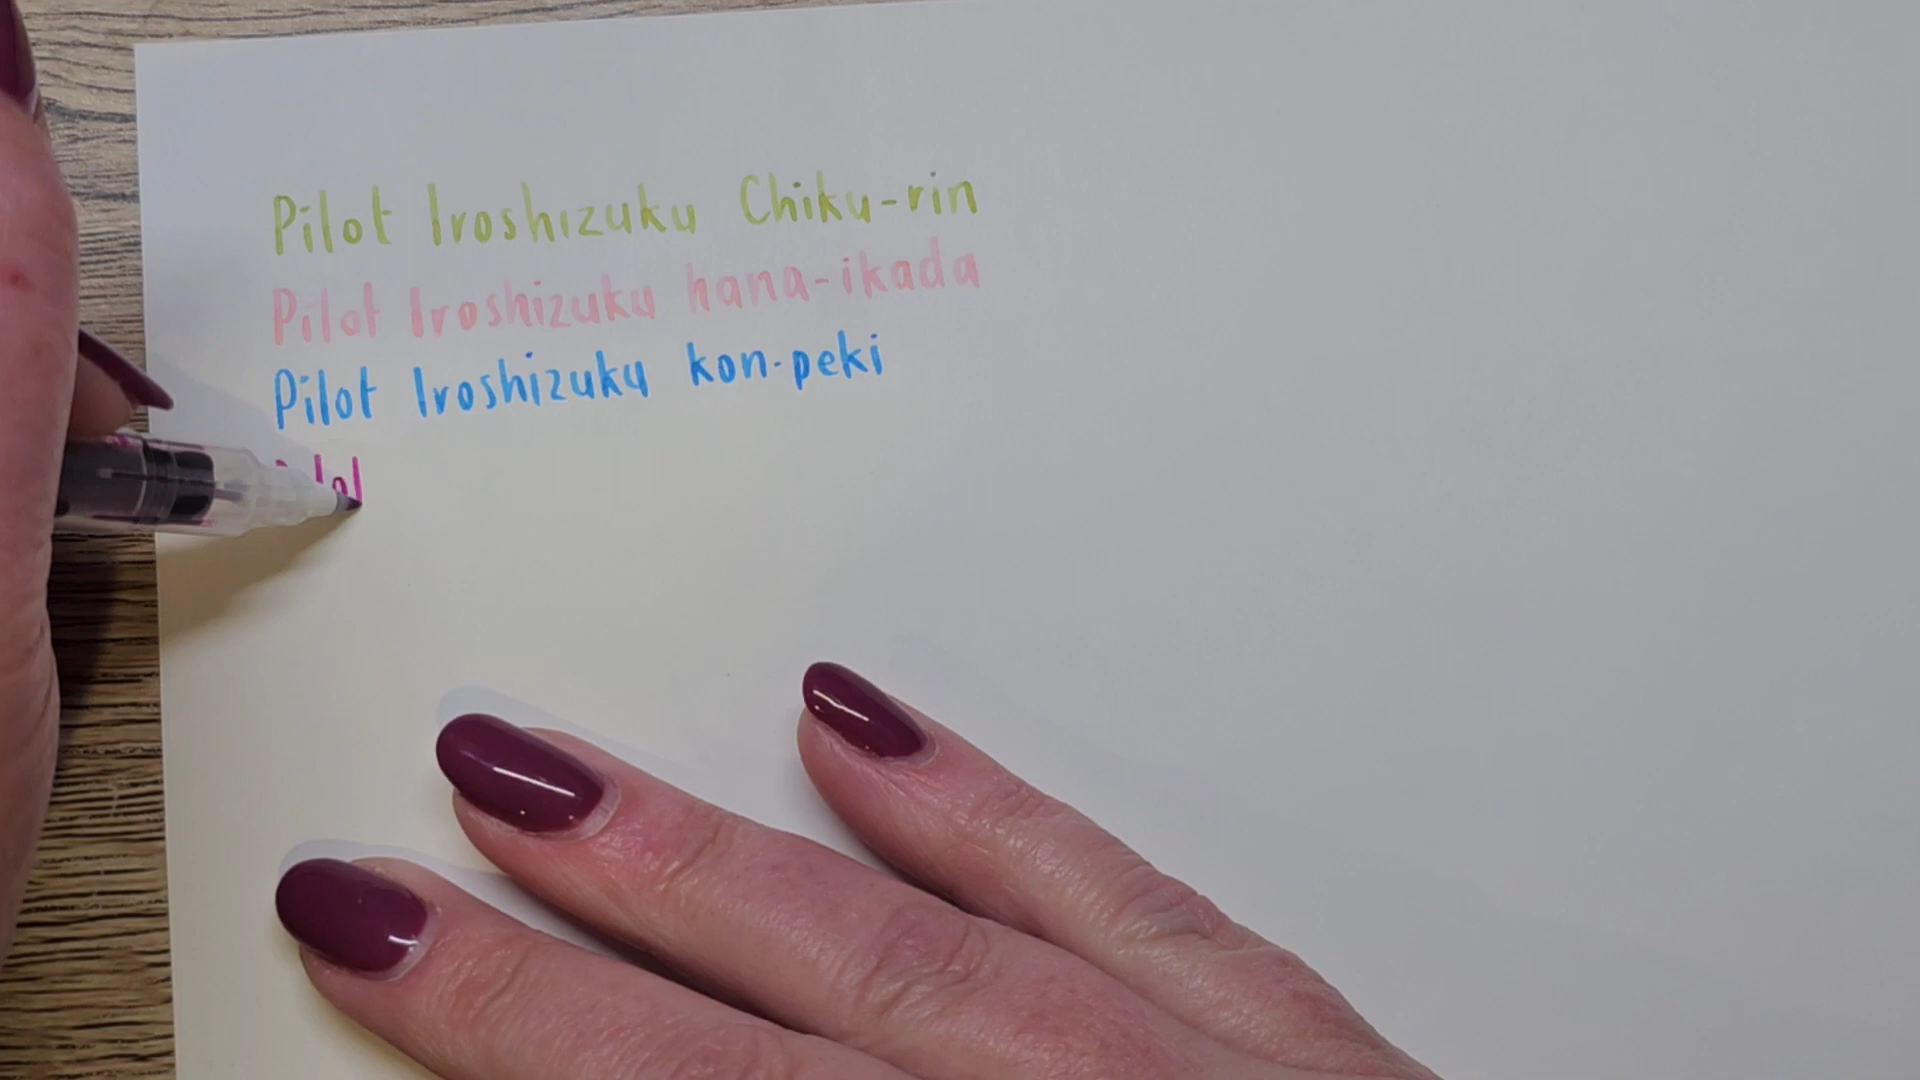 Pilot Iroshizuku Chiku-rin
Pilot Iroshizuku hana-ikada
Pilot Iroshizuku kon-peki